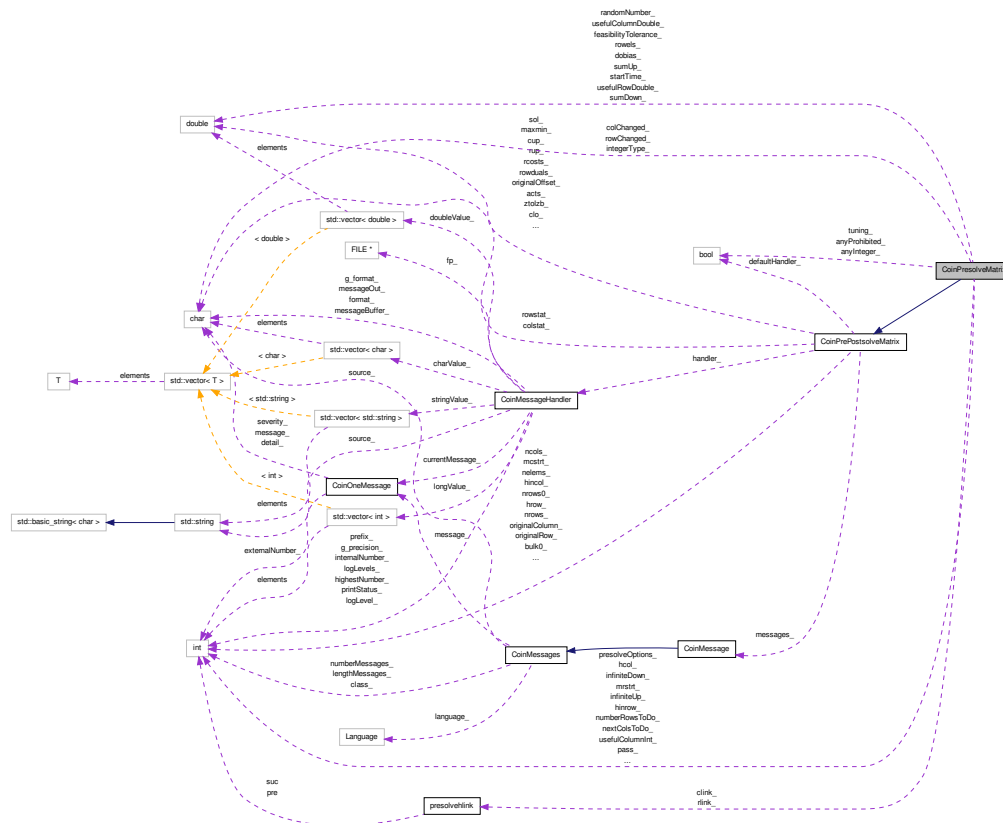 randomNumber_
usefulColumnDouble_
feasibilityTolerance_
rowels_
dobias_
sumUp_
startTime_
usefulRowDouble_
sumDown_
double
sol_
maxmin_
cup_
rup_
rcosts_
rowduals_
originalOffset_
acts_
ztolzb_
clo_
...
colChanged_
rowChanged_
integerType_
elements
std::vector< double >
doubleValue_
< double >
FILE *
fp_
tuning_
anyProhibited_
anyInteger_
bool
defaultHandler_
CoinPresolveMatrix
g_format_
messageOut_
format_
messageBuffer_
char
elements
rowstat_
colstat_
CoinPrePostsolveMatrix
std::vector< char >
handler_
< char >
charValue_
source_
T
elements
std::vector< T >
CoinMessageHandler
< std::string >
stringValue_
std::vector< std::string >
severity_
message_
detail_
source_
currentMessage_
ncols_
mcstrt_
nelems_
hincol_
nrows0_
hrow_
nrows_
originalColumn_
originalRow_
bulk0_
...
< int >
CoinOneMessage
longValue_
elements
std::vector< int >
std::basic_string< char >
std::string
externalNumber_
prefix_
g_precision_
internalNumber_
logLevels_
highestNumber_
printStatus_
logLevel_
message_
elements
int
messages_
CoinMessages
CoinMessage
numberMessages_
lengthMessages_
class_
presolveOptions_
hcol_
infiniteDown_
mrstrt_
infiniteUp_
hinrow_
numberRowsToDo_
nextColsToDo_
usefulColumnInt_
pass_
...
language_
Language
suc
pre
presolvehlink
clink_
rlink_